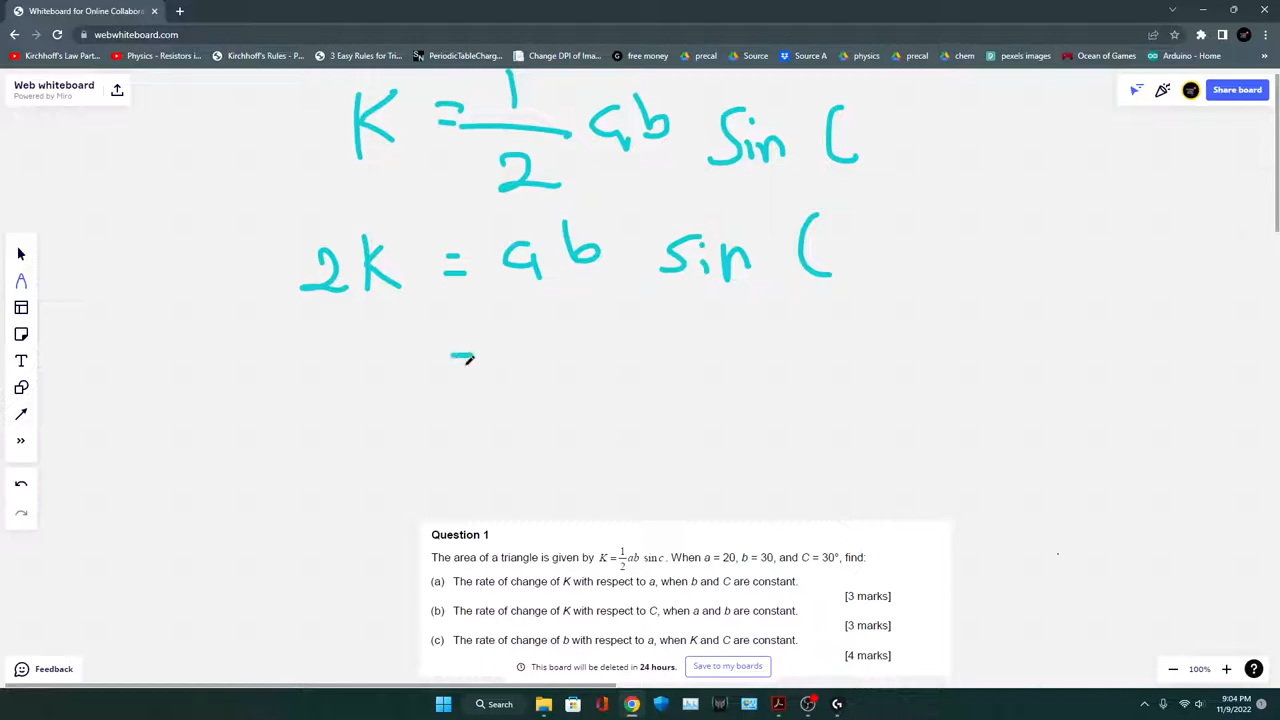 Whiteboard for Online Collabora
webwhiteboard.com
Kirchhoff's Law Part... Physics - Resistors i... Kirchhoff's Rules - P... 3 Easy Rules for Tri... PeriodicTableCharg... Change DPI of Ima... free money precal Source Source A physics precal chem pexels images Ocean of Games Arduino - Home
Web whiteboard
Powered by Miro
Share board
K = 1/2 ab sin C
2K = ab sin C
Question 1
The area of a triangle is given by K = 1/2 ab sin c. When a = 20, b = 30, and C = 30°, find:
(a) The rate of change of K with respect to a, when b and C are constant.
[3 marks]
(b) The rate of change of K with respect to C, when a and b are constant.
[3 marks]
(c) The rate of change of b with respect to a, when K and C are constant.
[4 marks]
Feedback
This board will be deleted in 24 hours. Save to my boards
100%
Search
9:04 PM
11/9/2022